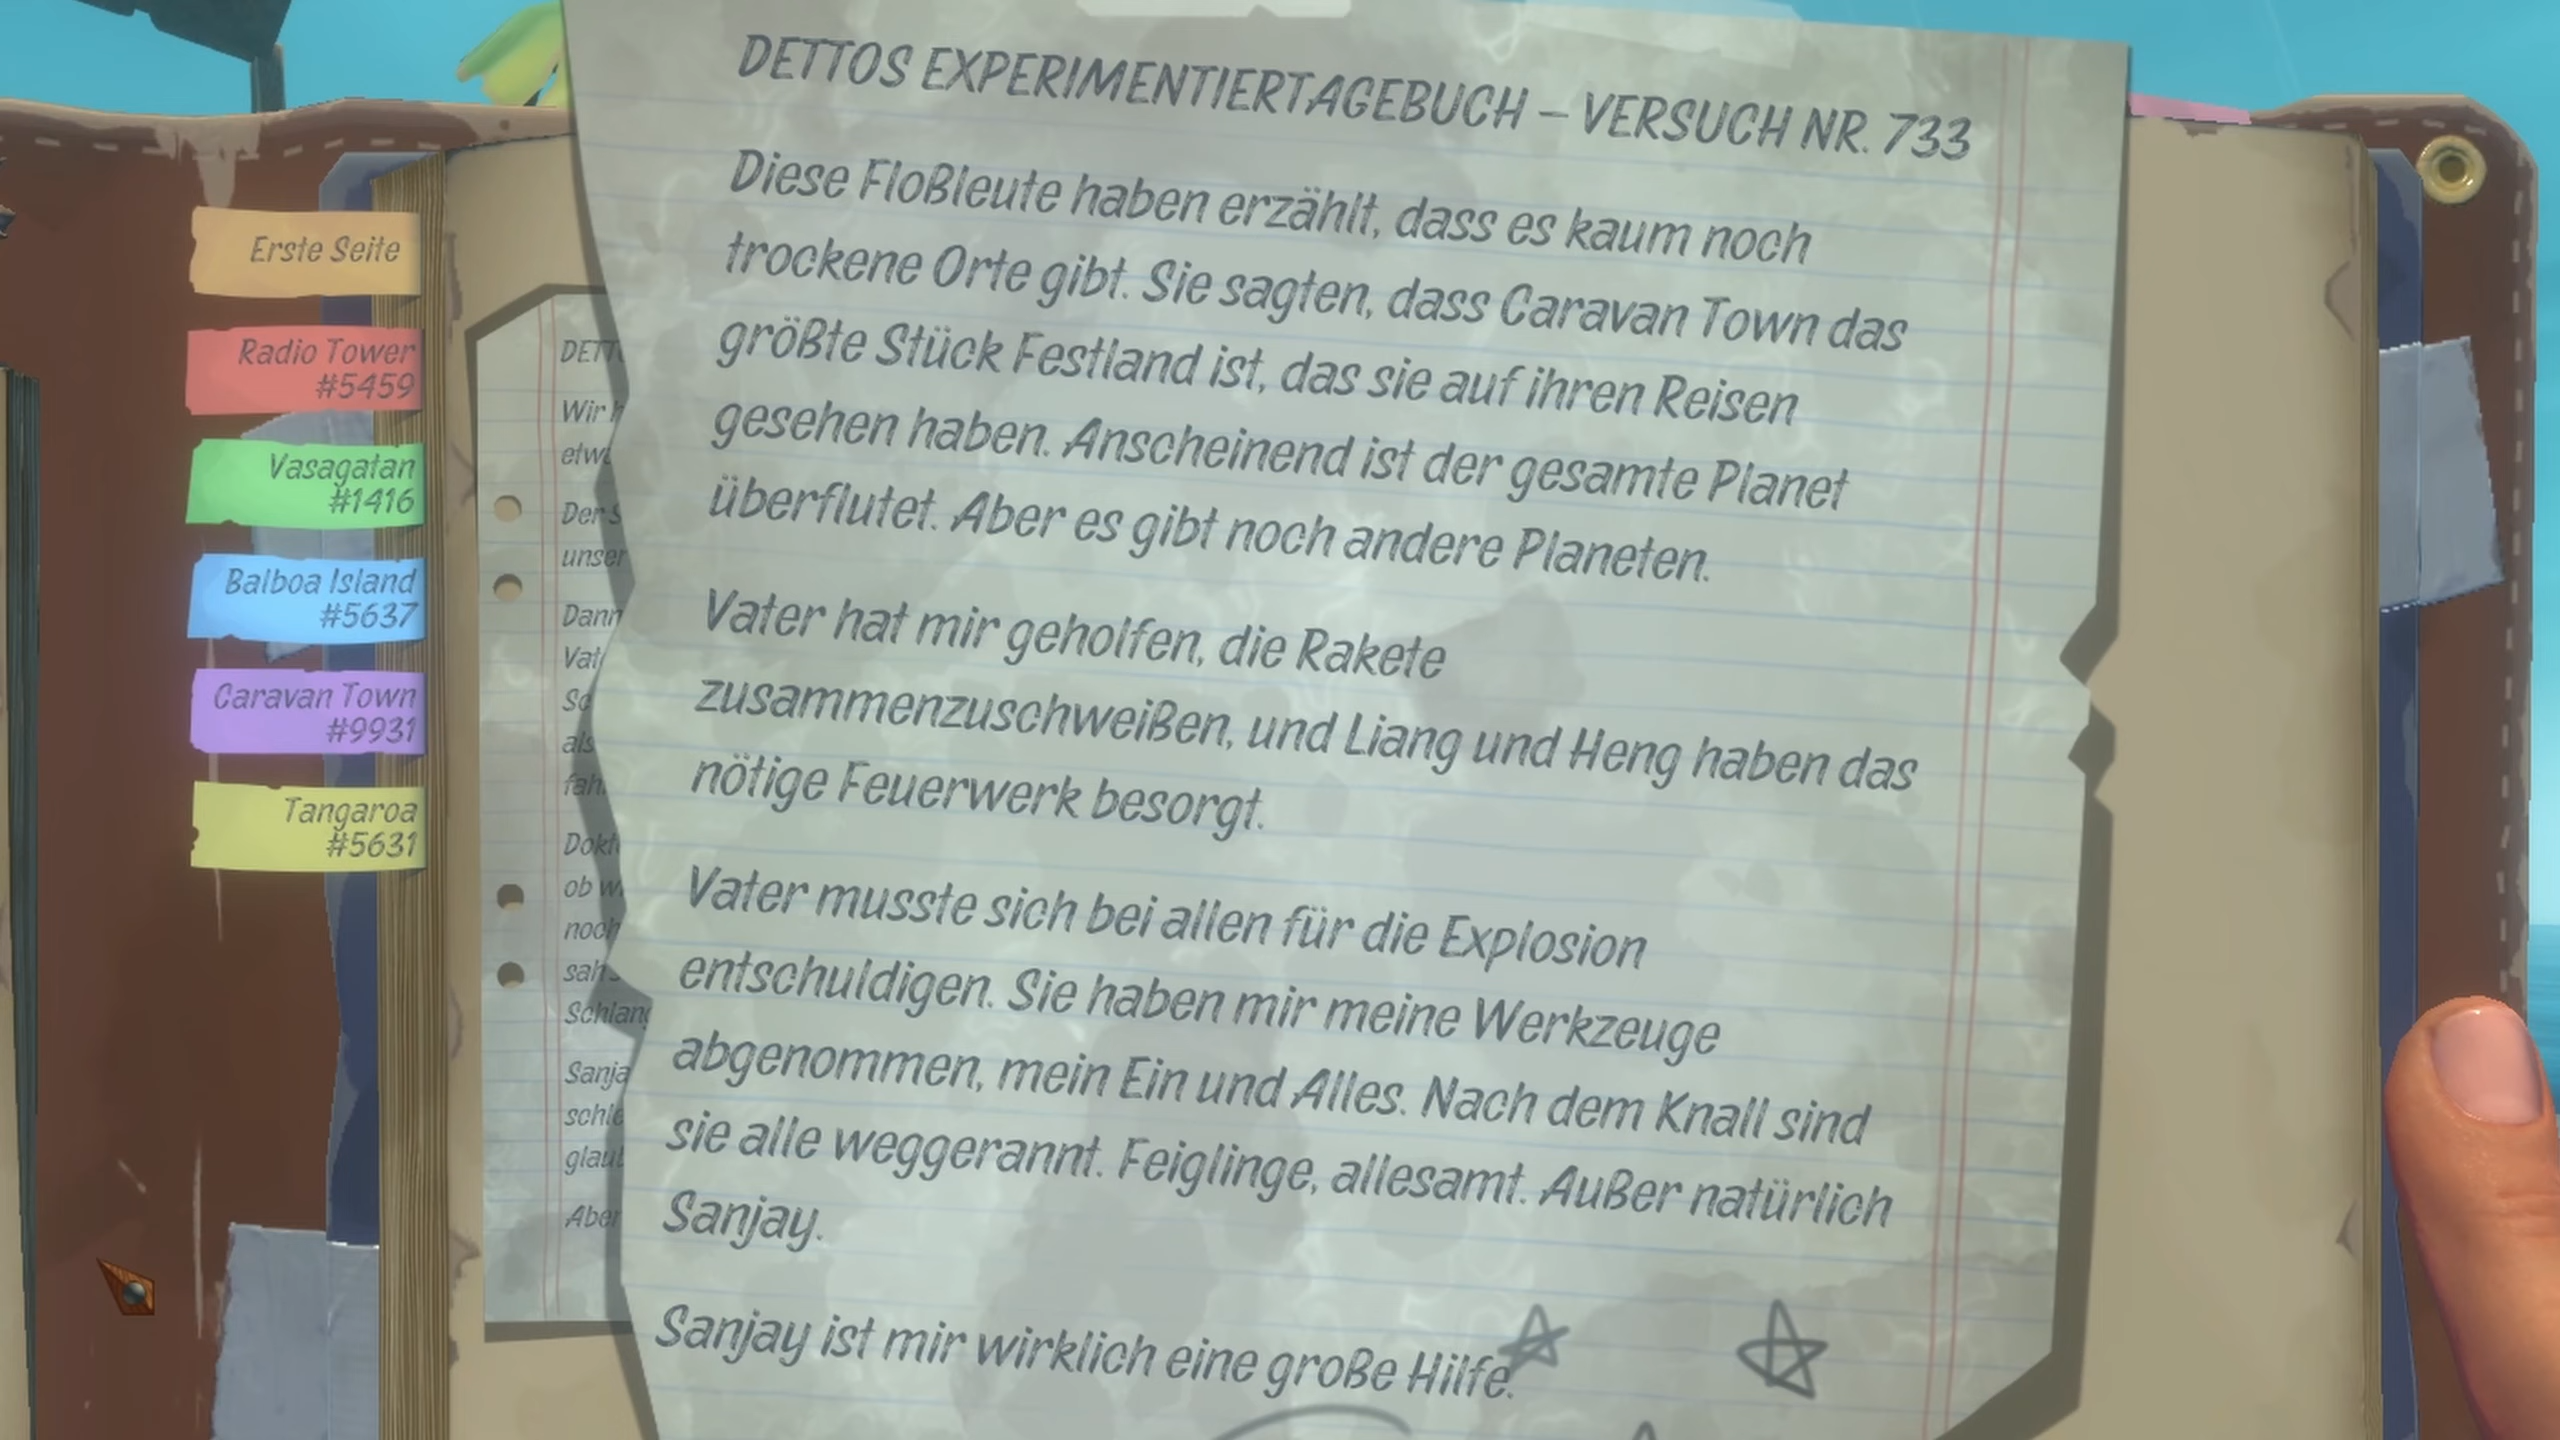 Erste Seite
Radio Tower
#5459
Vasagatan
#1416
Balboa Island
#5637
Caravan Town
#9931
Tangaroa
#5631
Wir
unser
Sanja
DETTOS EXPERIMENTIERTAGEBUCH – VERSUCH NR. 733
Diese Floßleute haben erzählt, dass es kaum noch
trockene Orte gibt. Sie sagten, dass Caravan Town das
größte Stück Festland ist, das sie auf ihren Reisen
gesehen haben. Anscheinend ist der gesamte Planet
überflutet. Aber es gibt noch andere Planeten.
Vater hat mir geholfen, die Rakete
zusammenzuschweißen, und Liang und Heng haben das
nötige Feuerwerk besorgt.
Vater musste sich bei allen für die Explosion
entschuldigen. Sie haben mir meine Werkzeuge
abgenommen, mein Ein und Alles. Nach dem Knall sind
sie alle weggerannt. Feiglinge, allesamt. Außer natürlich
Sanjay.
Sanjay ist mir wirklich eine große Hilfe.